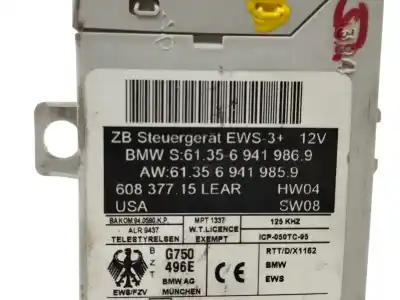 ZB Steuergerät EWS-3+ 12V
BMW S:61.35 6 941 986.9
AW:61.35 6 941 985.9
608 377.15 LEAR HW04
USA SW08
BAKOM 94.0580.K.P. MPT 1337 125 KHZ
ALR 9437 W.T.LICENCE
TELESTYRELSEN EXEMPT ICP-050TC-95
B Z T G750 RTT/D/X1162
496E BMW
BMW AG EWS
EWS/FZV MÜNCHEN